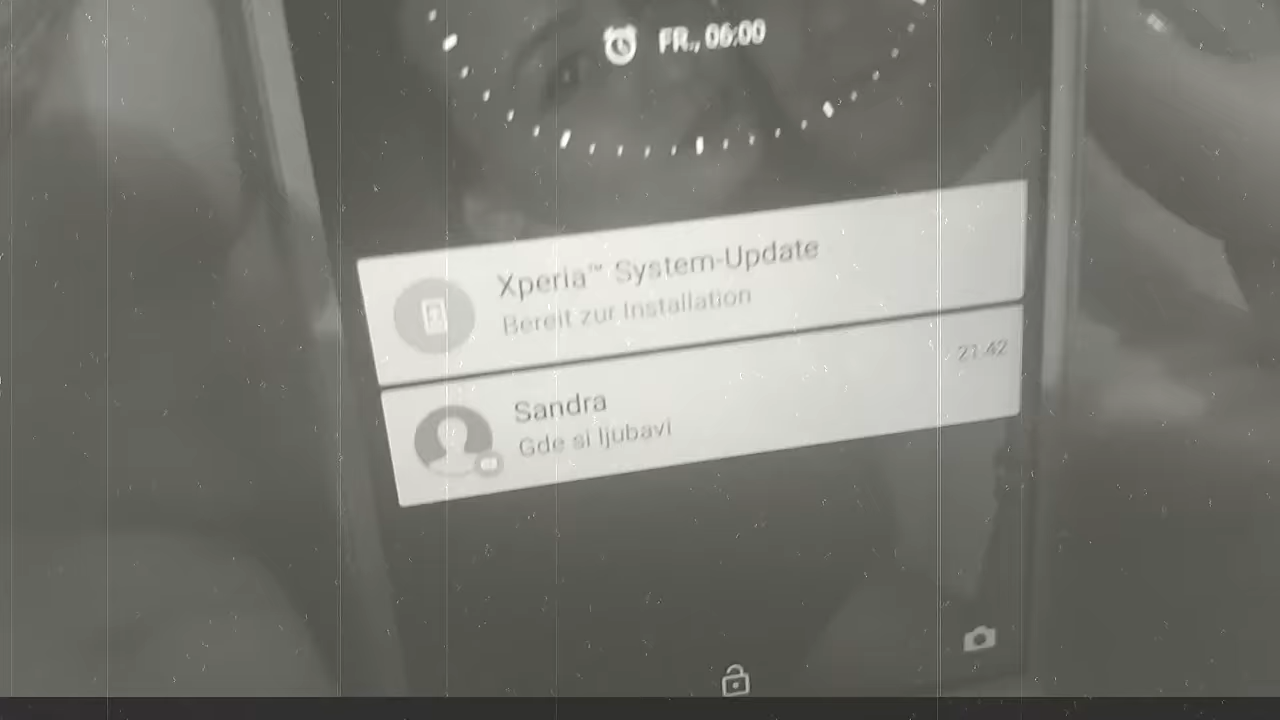 FR., 06:00
Xperia™ System-Update
Bereit zur Installation
21:42
Sandra
Gde si ljubavi